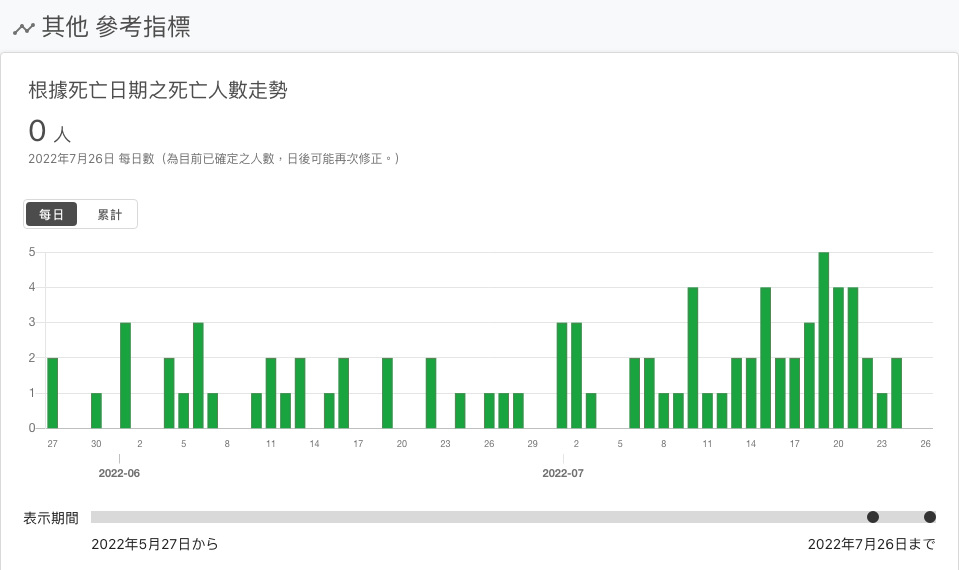 其他 參考指標
根據死亡日期之死亡人數走勢
0 人
2022年7月26日 每日數（為目前已確定之人數，日後可能再次修正。）
每日 累計
5
4
3
2
1
0
27 30 2 5 8 11 14 17 20 23 26 29 2 5 8 11 14 17 20 23 26
2022-06 2022-07
表示期間
2022年5月27日から 2022年7月26日まで